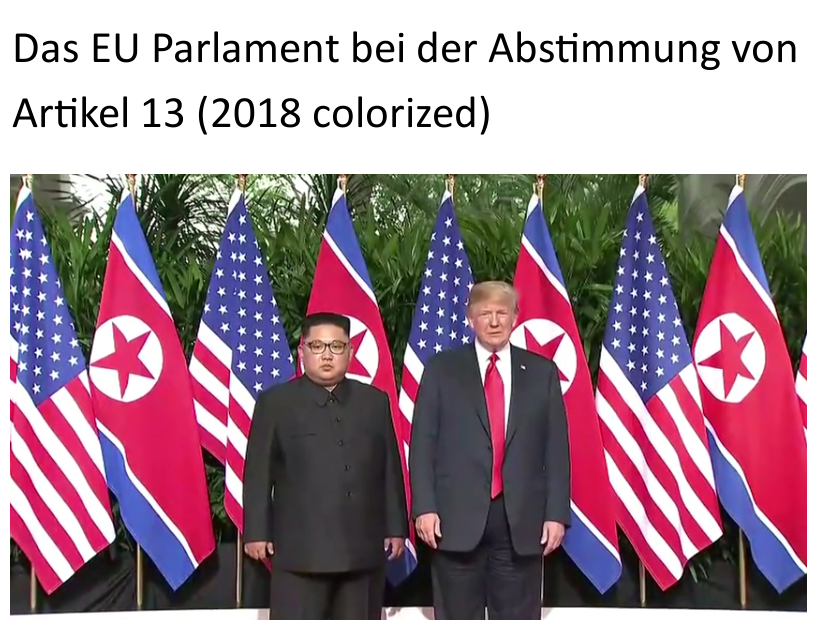 Das EU Parlament bei der Abstimmung von
Artikel 13 (2018 colorized)